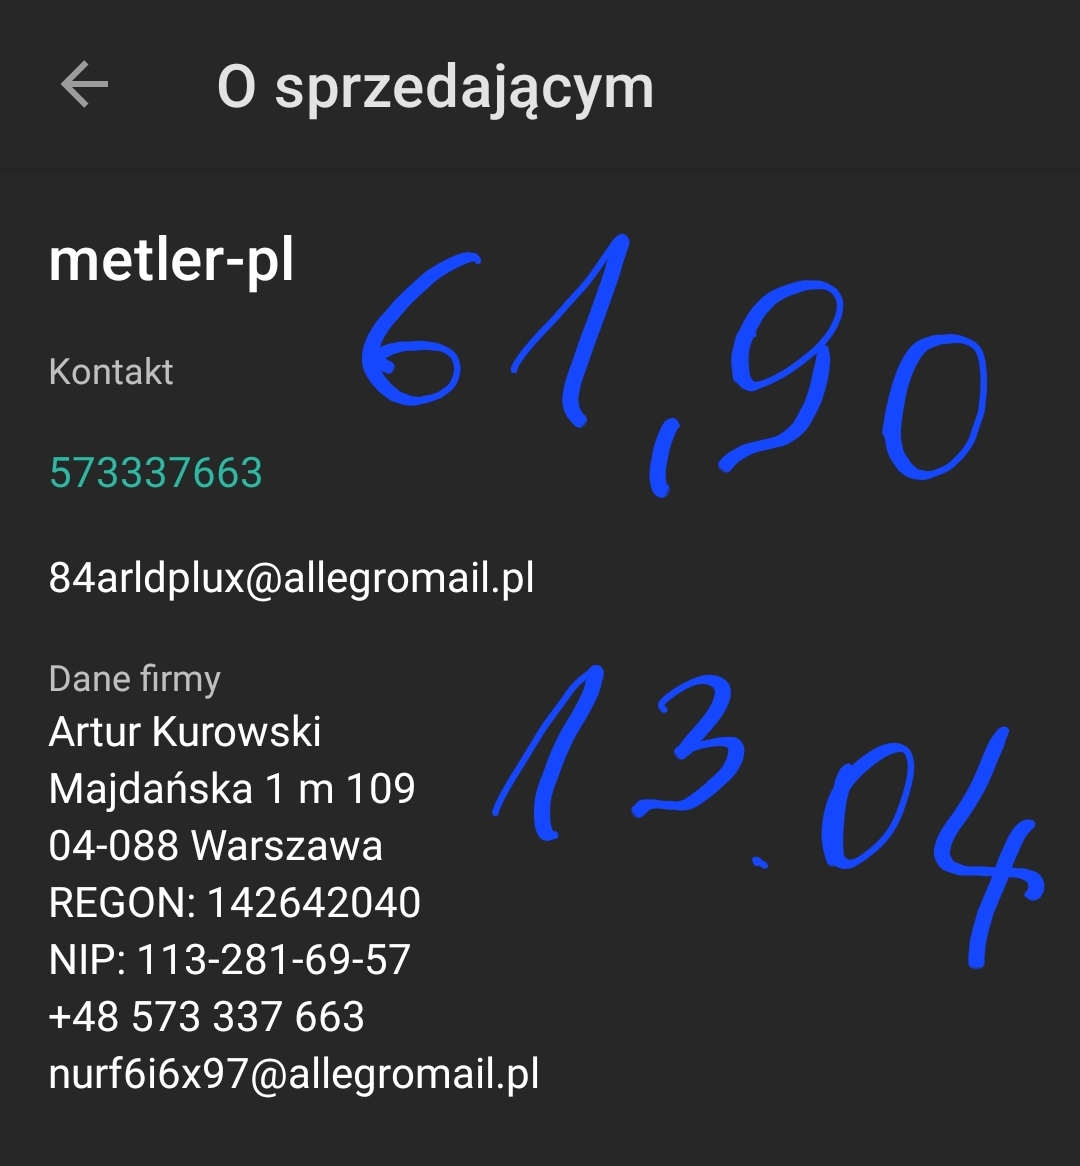 O sprzedającym
metler-pl
61,90
Kontakt
573337663
84arldplux@allegromail.pl
Dane firmy
13.04
Artur Kurowski
Majdańska 1 m 109
04-088 Warszawa
REGON: 142642040
NIP: 113-281-69-57
+48 573 337 663
nurf6i6x97@allegromail.pl